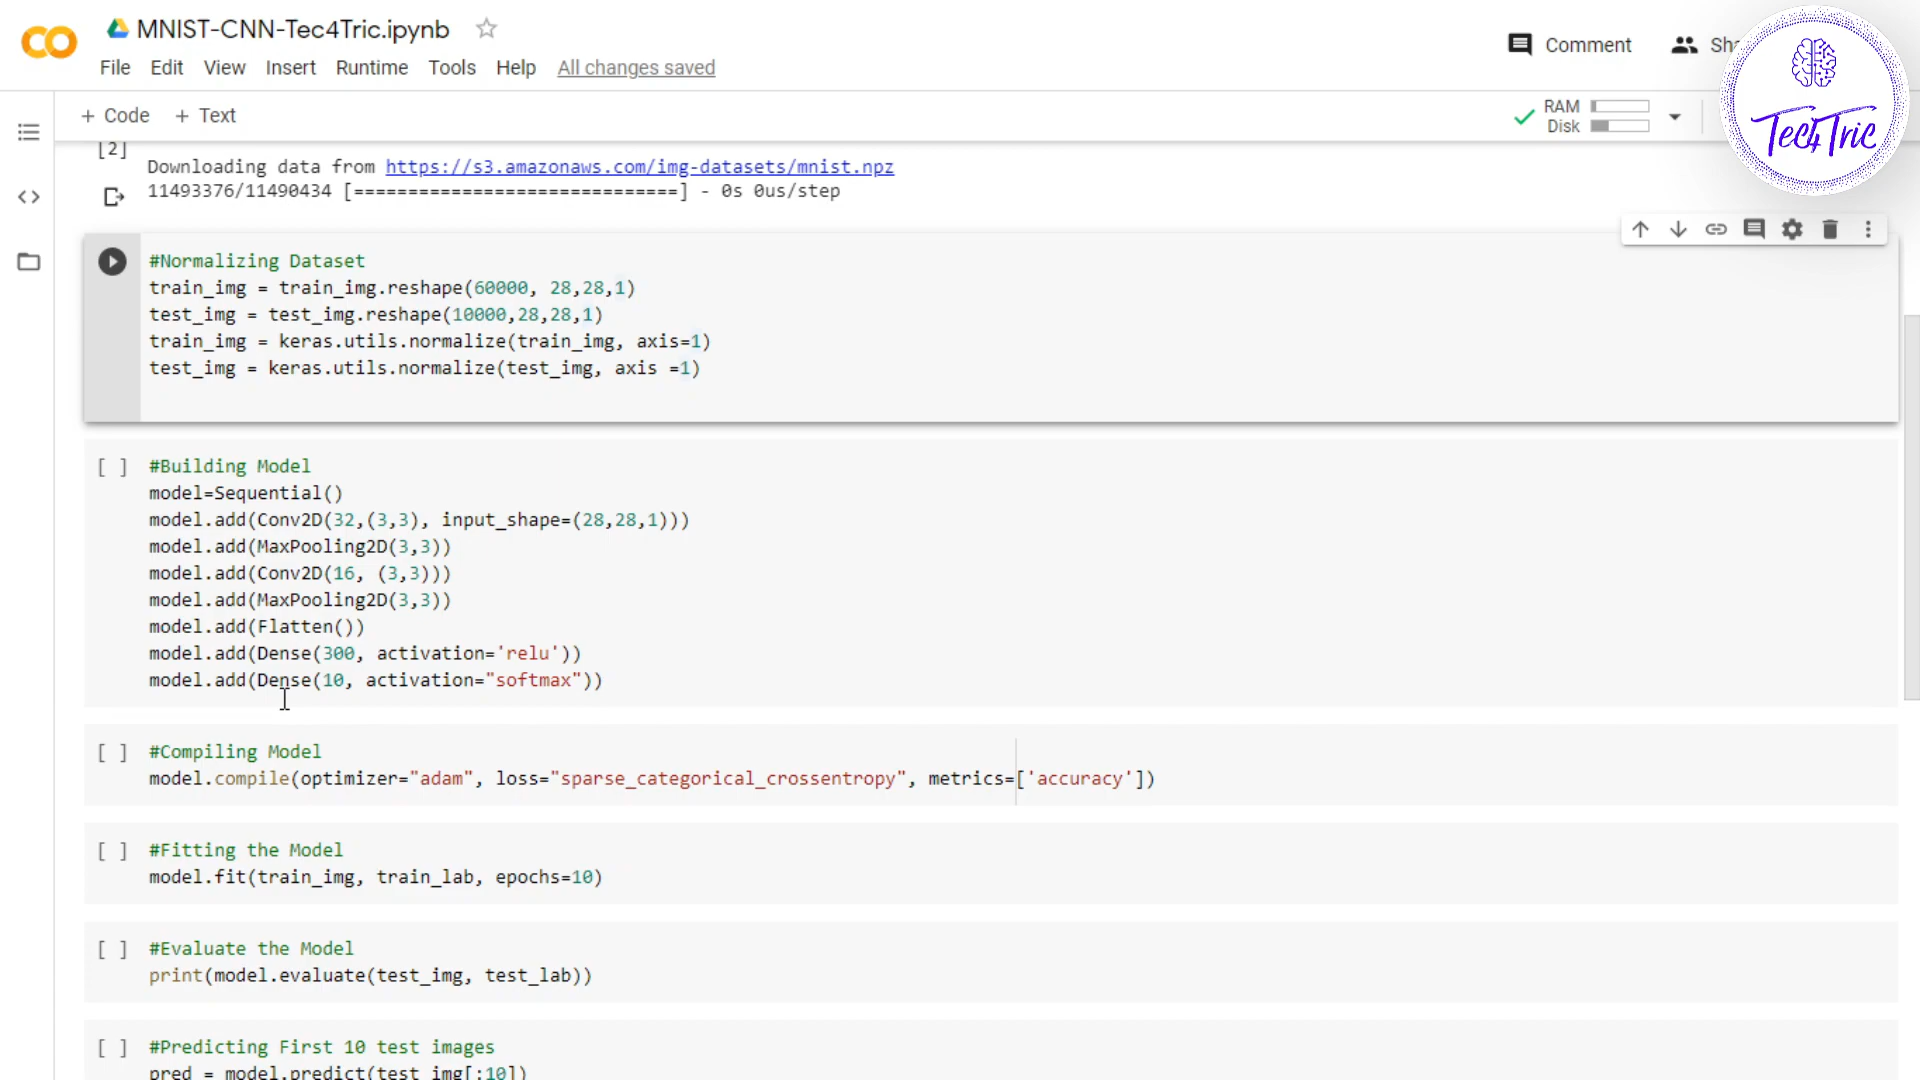 MNIST-CNN-Tec4Tric.ipynb
Comment
File Edit View Insert Runtime Tools Help All changes saved
+ Code + Text
RAM
Disk
Tec4Tric
[2]
Downloading data from https://s3.amazonaws.com/img-datasets/mnist.npz
11493376/11490434 [==============================] - 0s 0us/step
#Normalizing Dataset
train_img = train_img.reshape(60000, 28,28,1)
test_img = test_img.reshape(10000,28,28,1)
train_img = keras.utils.normalize(train_img, axis=1)
test_img = keras.utils.normalize(test_img, axis =1)
[ ] #Building Model
model=Sequential()
model.add(Conv2D(32,(3,3), input_shape=(28,28,1)))
model.add(MaxPooling2D(3,3))
model.add(Conv2D(16, (3,3)))
model.add(MaxPooling2D(3,3))
model.add(Flatten())
model.add(Dense(300, activation='relu'))
model.add(Dense(10, activation="softmax"))
[ ] #Compiling Model
model.compile(optimizer="adam", loss="sparse_categorical_crossentropy", metrics=['accuracy'])
[ ] #Fitting the Model
model.fit(train_img, train_lab, epochs=10)
[ ] #Evaluate the Model
print(model.evaluate(test_img, test_lab))
[ ] #Predicting First 10 test images
pred = model.predict(test_img[:10])